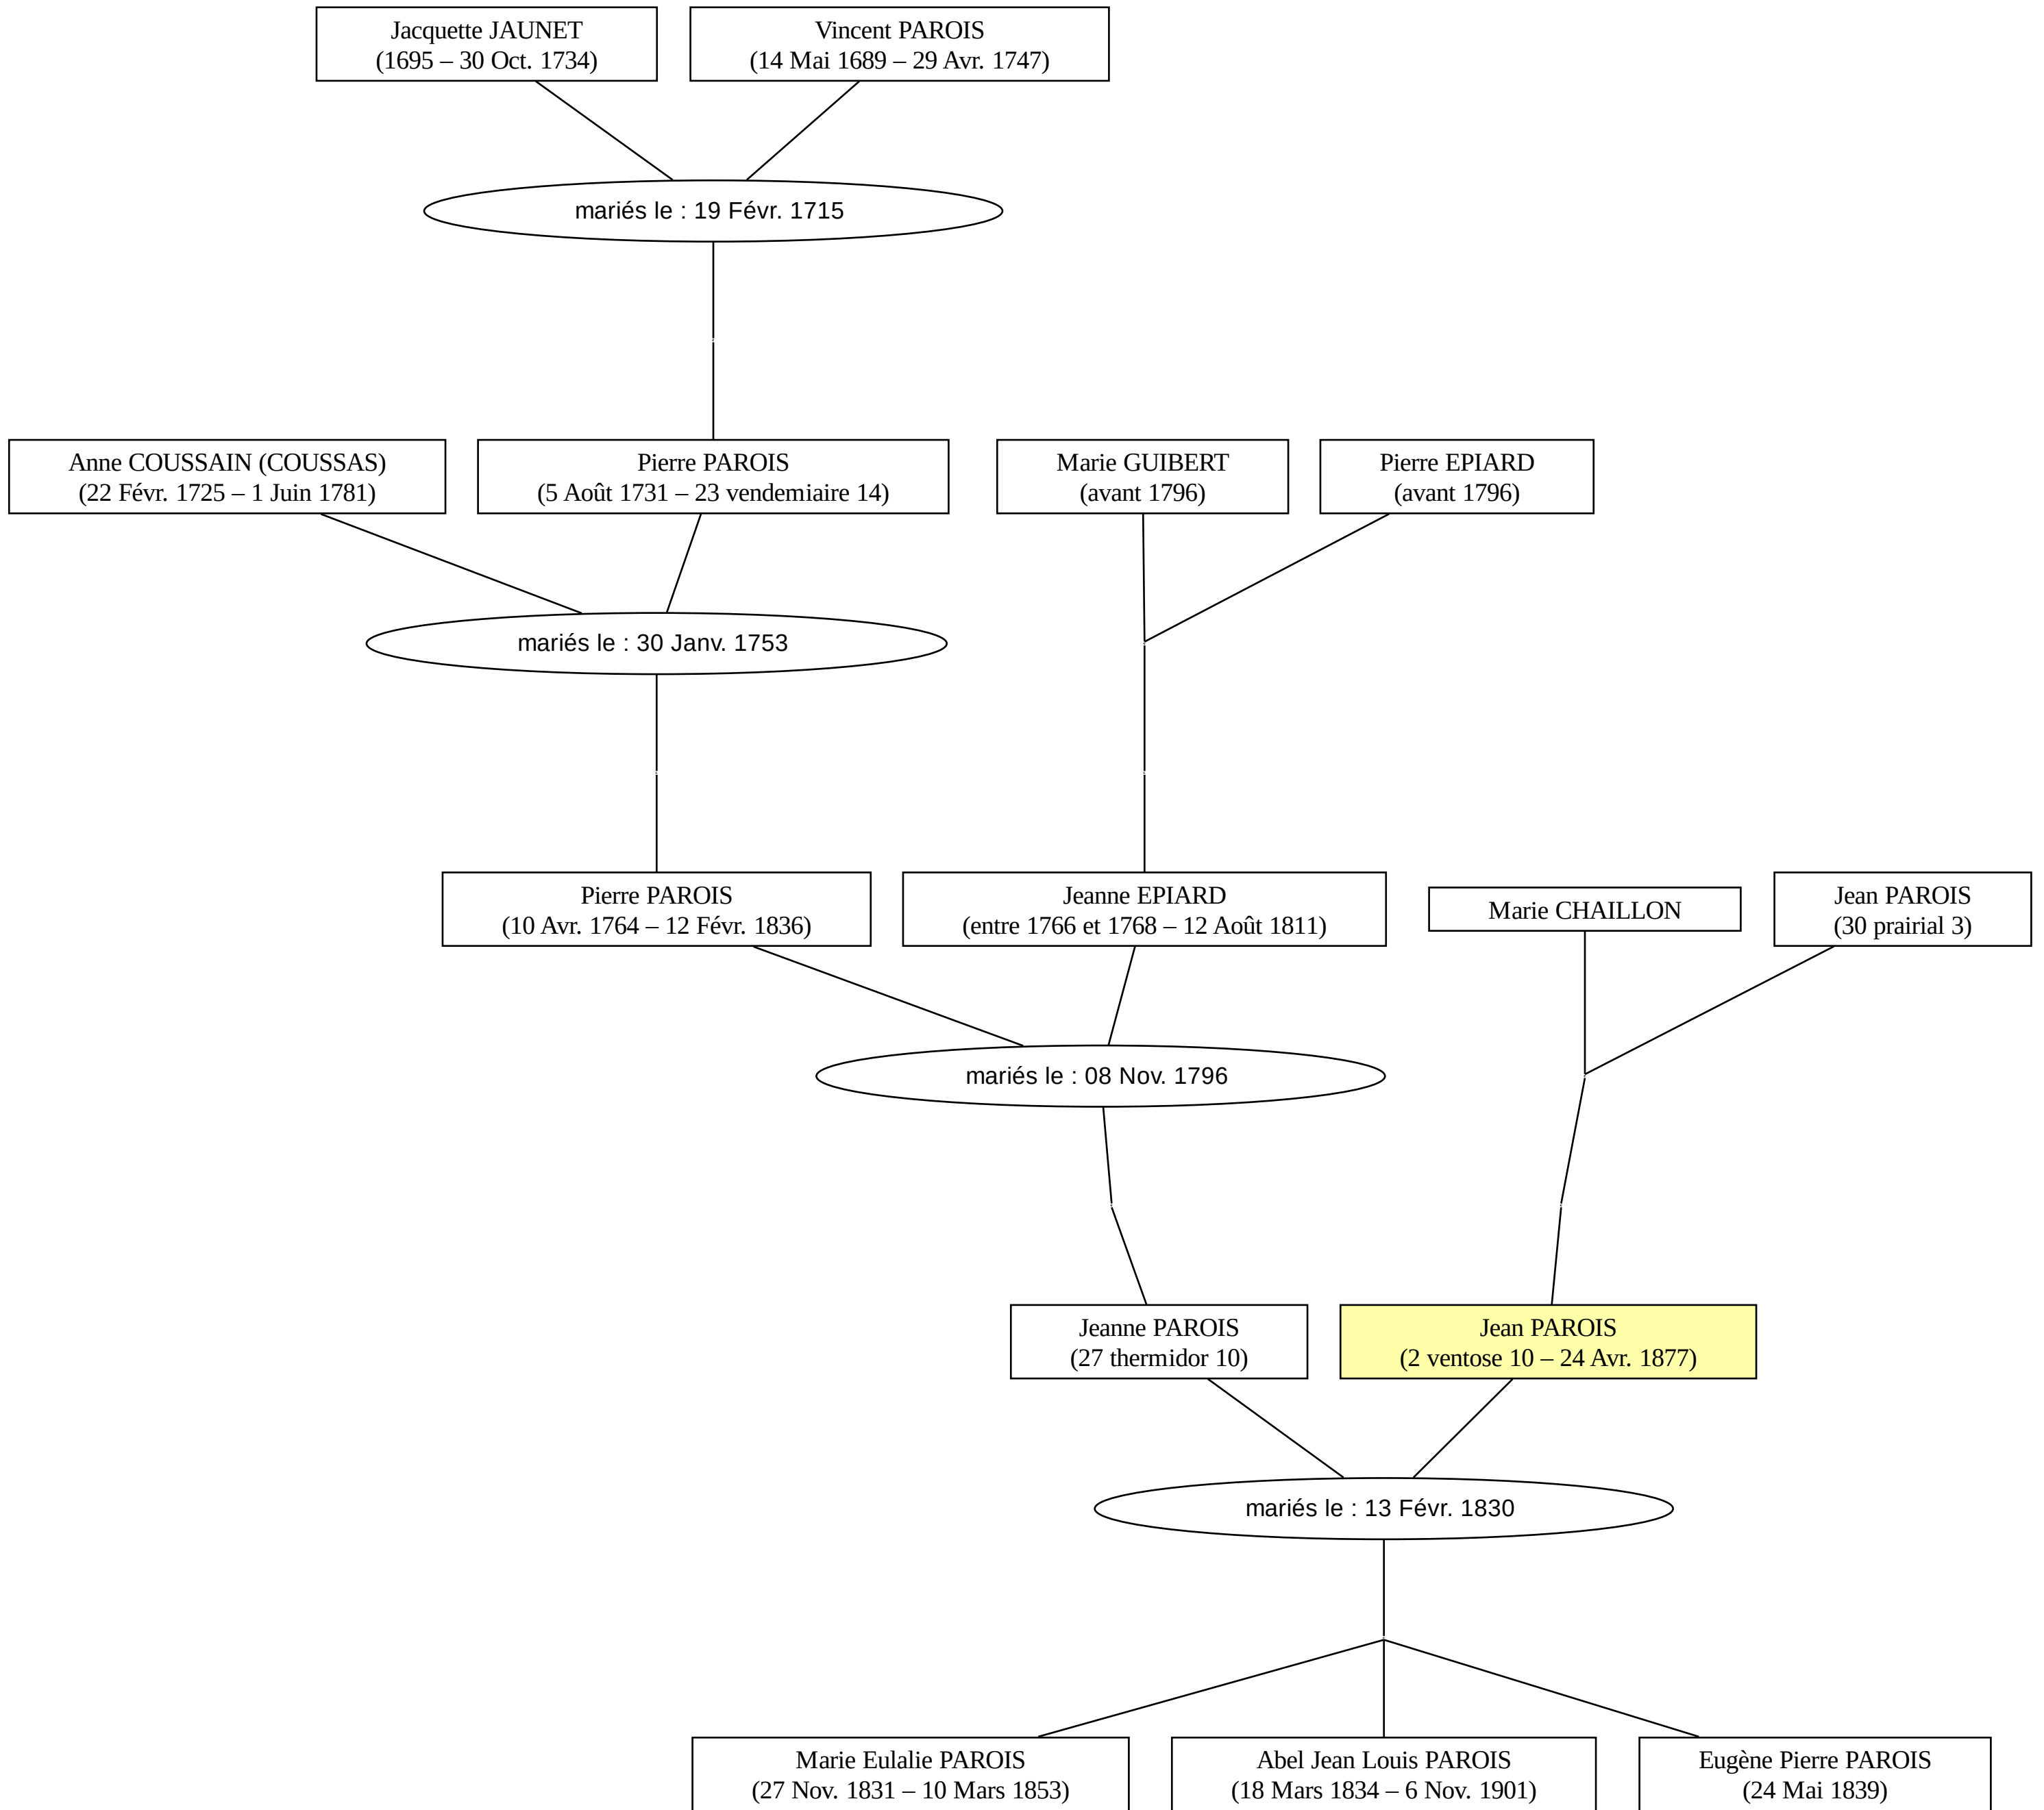 Jacquette JAUNET
(1695 – 30 Oct. 1734)
Vincent PAROIS
(14 Mai 1689 – 29 Avr. 1747)
mariés le : 19 Févr. 1715
Anne COUSSAIN (COUSSAS)
(22 Févr. 1725 – 1 Juin 1781)
Pierre PAROIS
(5 Août 1731 – 23 vendemiaire 14)
Marie GUIBERT
(avant 1796)
Pierre EPIARD
(avant 1796)
mariés le : 30 Janv. 1753
Pierre PAROIS
(10 Avr. 1764 – 12 Févr. 1836)
Jeanne EPIARD
(entre 1766 et 1768 – 12 Août 1811)
Marie CHAILLON
Jean PAROIS
(30 prairial 3)
mariés le : 08 Nov. 1796
Jeanne PAROIS
(27 thermidor 10)
Jean PAROIS
(2 ventose 10 – 24 Avr. 1877)
mariés le : 13 Févr. 1830
Marie Eulalie PAROIS
(27 Nov. 1831 – 10 Mars 1853)
Abel Jean Louis PAROIS
(18 Mars 1834 – 6 Nov. 1901)
Eugène Pierre PAROIS
(24 Mai 1839)